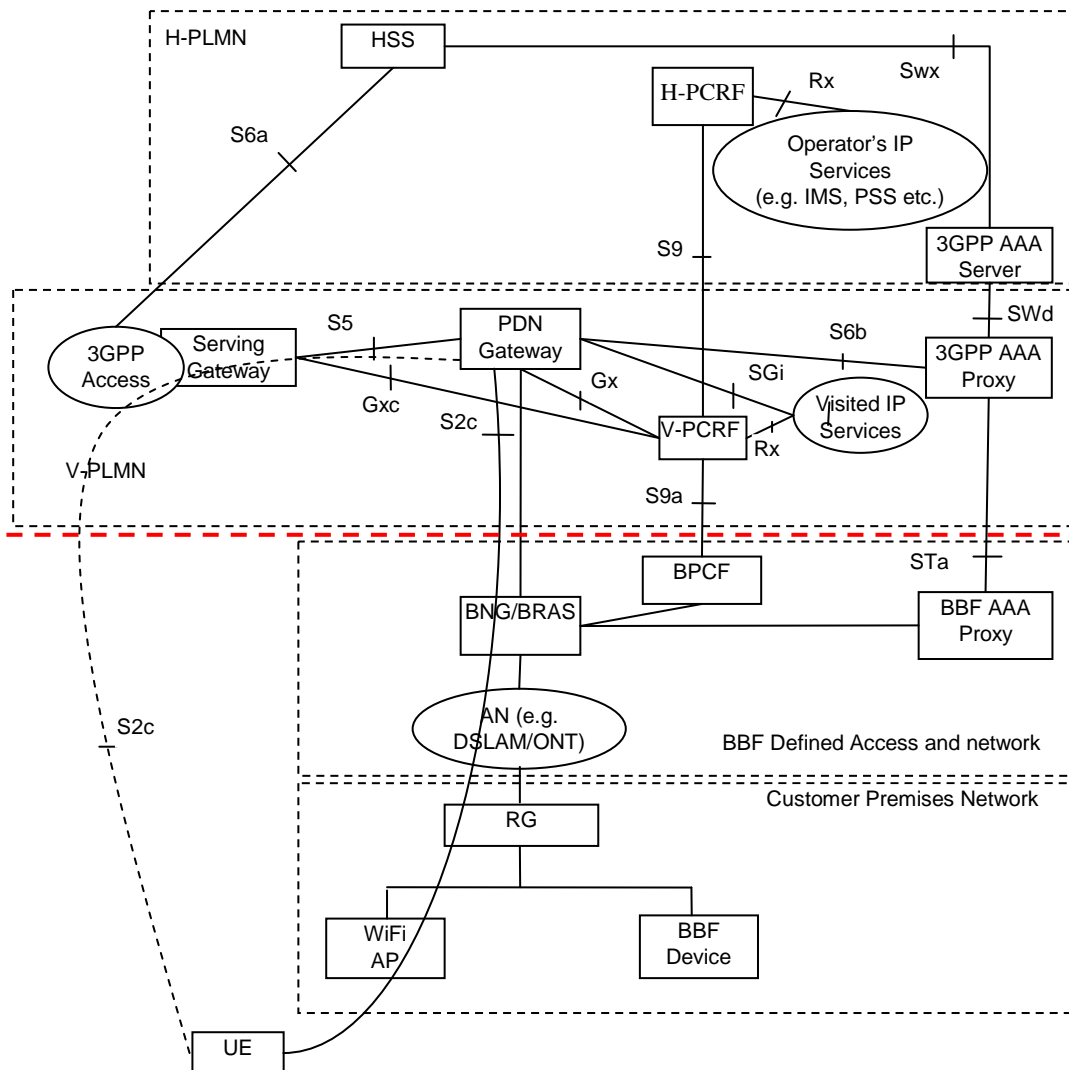 H-PLMN
HSS
Swx
H-PCRF
Rx
S6a
Operator's IP
Services
(e.g. IMS, PSS etc.)
S9
3GPP AAA
Server
SWd
S5
PDN
Gateway
S6b
3GPP
Access
Serving
Gateway
3GPP AAA
Proxy
Gxc
Gx
SGi
S2c
V-PCRF
Rx
Visited IP
Services
V-PLMN
S9a
BPCF
STa
BNG/BRAS
BBF AAA
Proxy
AN (e.g.
DSLAM/ONT)
S2c
BBF Defined Access and network
Customer Premises Network
RG
WiFi
AP
BBF
Device
UE